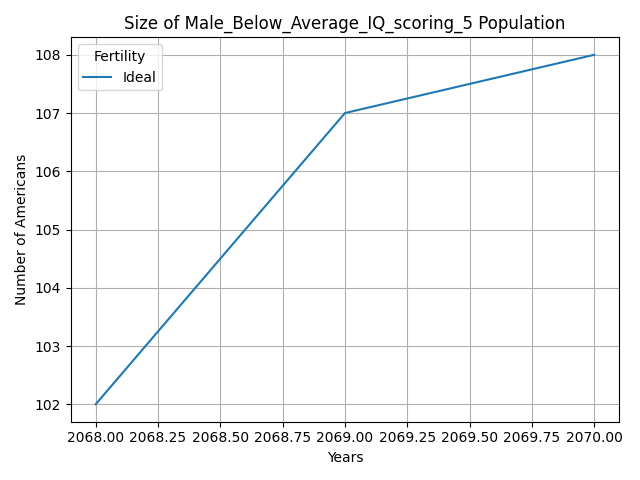 Size of Male_Below_Average_IQ_scoring_5 Population
Fertility
Ideal
Number of Americans
108
107
106
105
104
103
102
2068.00 2068.25 2068.50 2068.75 2069.00 2069.25 2069.50 2069.75 2070.00
Years